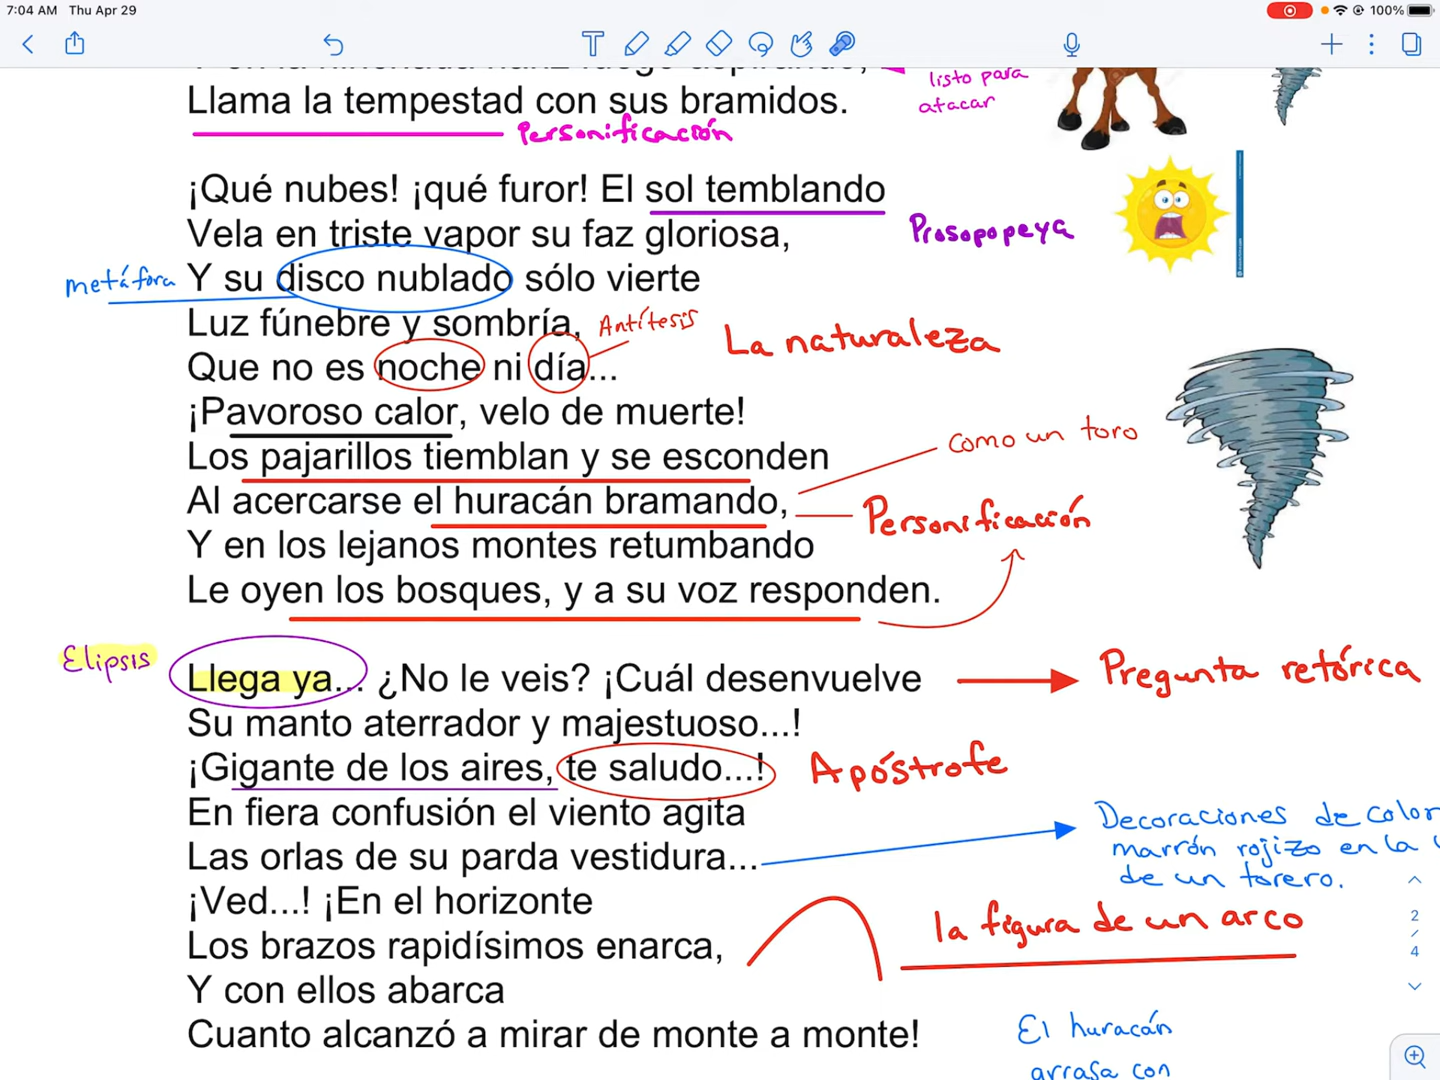 7:04 AM Thu Apr 29
100%
listo para
atacar
Llama la tempestad con sus bramidos.
Personificación
¡Qué nubes! ¡qué furor! El sol temblando
Vela en triste vapor su faz gloriosa,
Prosopopeya
metáfora
Y su disco nublado sólo vierte
Luz fúnebre y sombría,
Antítesis
La naturaleza
Que no es noche ni día...
¡Pavoroso calor, velo de muerte!
como un toro
Los pajarillos tiemblan y se esconden
Al acercarse el huracán bramando,
Personificación
Y en los lejanos montes retumbando
Le oyen los bosques, y a su voz responden.
Elipsis
Llega ya... ¿No le veis? ¡Cuál desenvuelve
Pregunta retórica
Su manto aterrador y majestuoso...!
¡Gigante de los aires, te saludo...!
Apóstrofe
En fiera confusión el viento agita
Las orlas de su parda vestidura...
Decoraciones de color
marrón rojizo en la
de un torero.
¡Ved...! ¡En el horizonte
Los brazos rapidísimos enarca,
la figura de un arco
Y con ellos abarca
Cuanto alcanzó a mirar de monte a monte!
El huracán
arrasa con
2
/
4